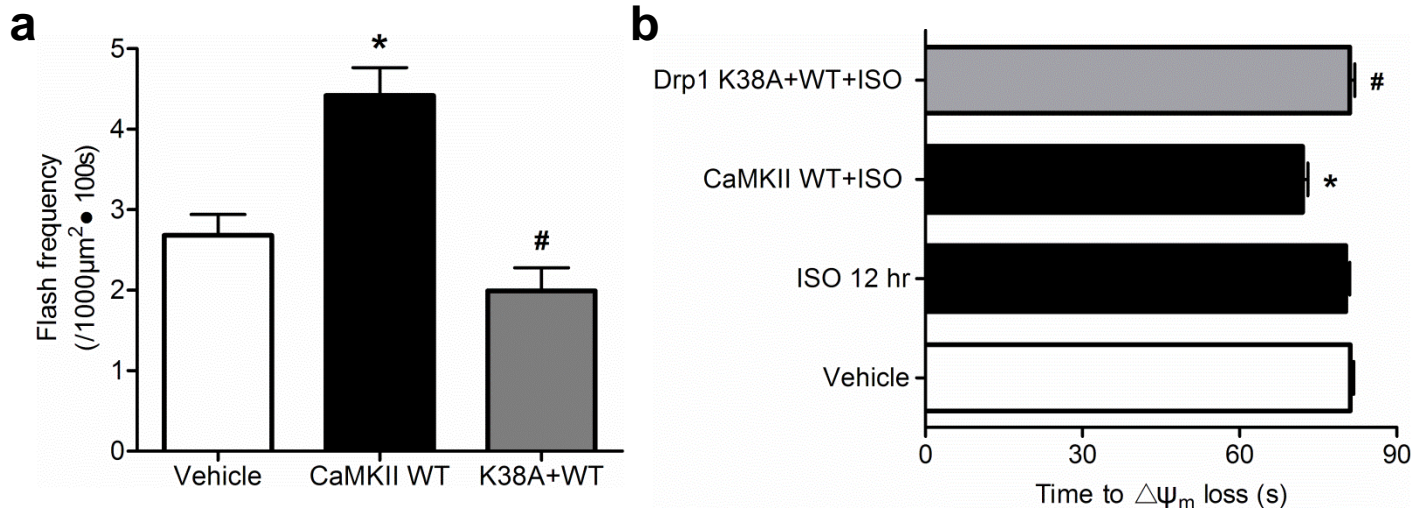 a
5
*
4
3
#
2
1
0
Flash frequency
(/1000µm²● 100s)
Vehicle CaMKII WT K38A+WT
b
Drp1 K38A+WT+ISO #
CaMKII WT+ISO *
ISO 12 hr
Vehicle
0 30 60 90
Time to △Ψm loss (s)